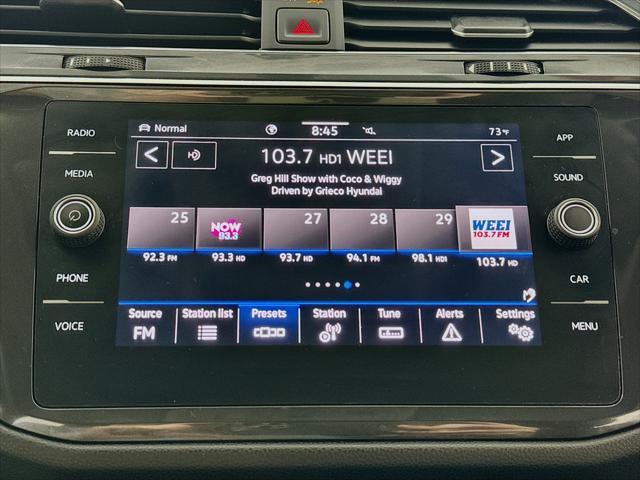 RADIO
MEDIA
PHONE
VOICE
Normal
8:45
73°F
103.7 HD1 WEEI
Greg Hill Show with Coco & Wiggy
Driven by Grieco Hyundai
25
NOW
93.3
27
28
29
WEEI
103.7 FM
92.3 FM
93.3 HD
93.7 HD
94.1 FM
98.1 HD1
103.7 HD
Source
FM
Station list
Presets
Station
Tune
Alerts
Settings
APP
SOUND
CAR
MENU